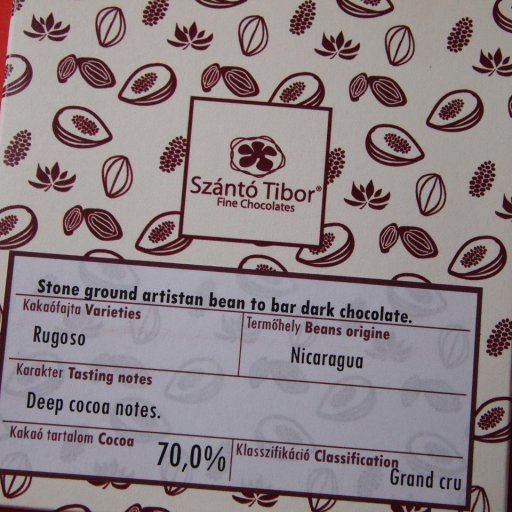 Szántó Tibor®
Fine Chocolates
Stone ground artistan bean to bar dark chocolate.
Kakaófajta Varieties
Rugoso
Termőhely Beans origine
Nicaragua
Karakter Tasting notes
Deep cocoa notes.
Kakaó tartalom Cocoa
70,0%
Klasszifikáció Classification
Grand cru